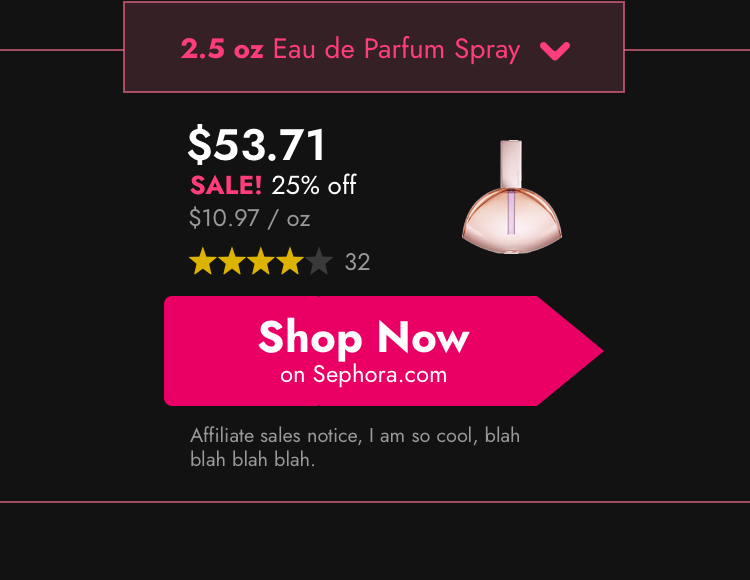 2.5 oz Eau de Parfum Spray
$53.71
SALE! 25% off
$10.97 / oz
32
Shop Now
on Sephora.com
Affiliate sales notice, I am so cool, blah
blah blah blah.